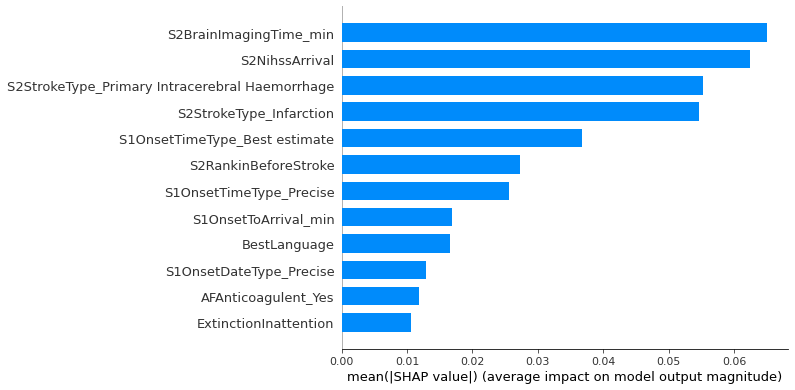 S2BrainImagingTime_min
S2NihssArrival
S2StrokeType_Primary Intracerebral Haemorrhage
S2StrokeType_Infarction
S1OnsetTimeType_Best estimate
S2RankinBeforeStroke
S1OnsetTimeType_Precise
S1OnsetToArrival_min
BestLanguage
S1OnsetDateType_Precise
AFAnticoagulent_Yes
ExtinctionInattention
0.00 0.01 0.02 0.03 0.04 0.05 0.06
mean(|SHAP value|) (average impact on model output magnitude)